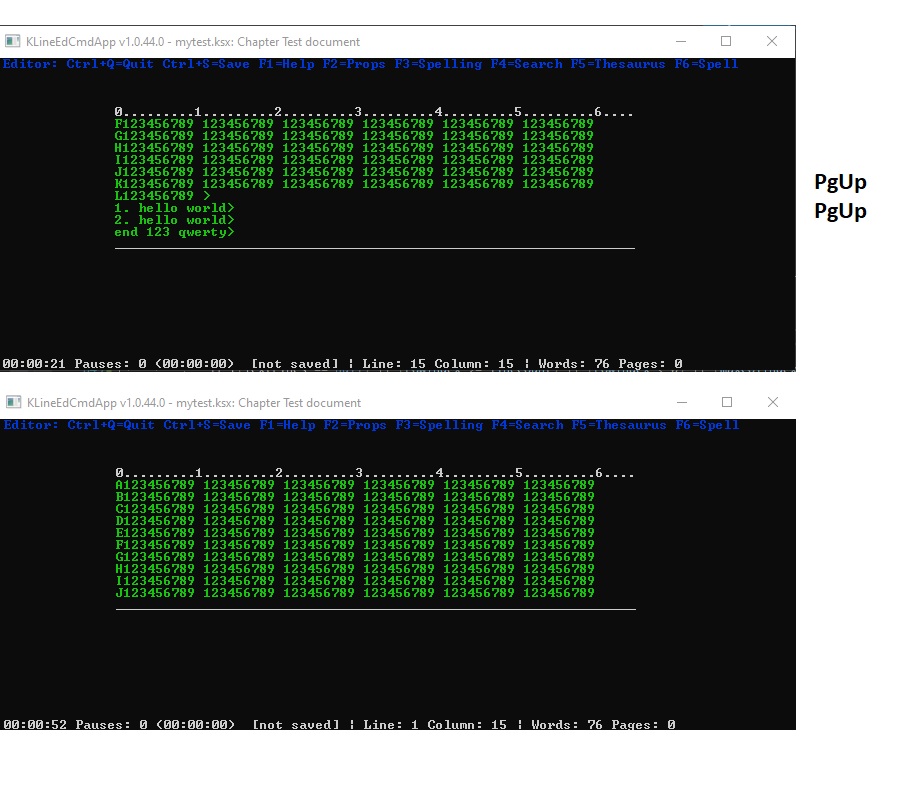 KLineEdCmdApp v1.0.44.0 - mytest.ksx: Chapter Test document
Editor: Ctrl+Q=Quit Ctrl+S=Save F1=Help F2=Props F3=Spelling F4=Search F5=Thesaurus F6=Spell
0.........1.........2.........3.........4.........5.........6....
F123456789 123456789 123456789 123456789 123456789 123456789
G123456789 123456789 123456789 123456789 123456789 123456789
H123456789 123456789 123456789 123456789 123456789 123456789
I123456789 123456789 123456789 123456789 123456789 123456789
J123456789 123456789 123456789 123456789 123456789 123456789
K123456789 123456789 123456789 123456789 123456789 123456789
L123456789 >
1. hello world>
2. hello world>
end 123 qwerty>
00:00:21 Pauses: 0 (00:00:00)  [not saved] ¦ Line: 15 Column: 15 ¦ Words: 76 Pages: 0
PgUp
PgUp
KLineEdCmdApp v1.0.44.0 - mytest.ksx: Chapter Test document
Editor: Ctrl+Q=Quit Ctrl+S=Save F1=Help F2=Props F3=Spelling F4=Search F5=Thesaurus F6=Spell
0.........1.........2.........3.........4.........5.........6....
A123456789 123456789 123456789 123456789 123456789 123456789
B123456789 123456789 123456789 123456789 123456789 123456789
C123456789 123456789 123456789 123456789 123456789 123456789
D123456789 123456789 123456789 123456789 123456789 123456789
E123456789 123456789 123456789 123456789 123456789 123456789
F123456789 123456789 123456789 123456789 123456789 123456789
G123456789 123456789 123456789 123456789 123456789 123456789
H123456789 123456789 123456789 123456789 123456789 123456789
I123456789 123456789 123456789 123456789 123456789 123456789
J123456789 123456789 123456789 123456789 123456789 123456789
00:00:52 Pauses: 0 (00:00:00)  [not saved] ¦ Line: 1 Column: 15 ¦ Words: 76 Pages: 0